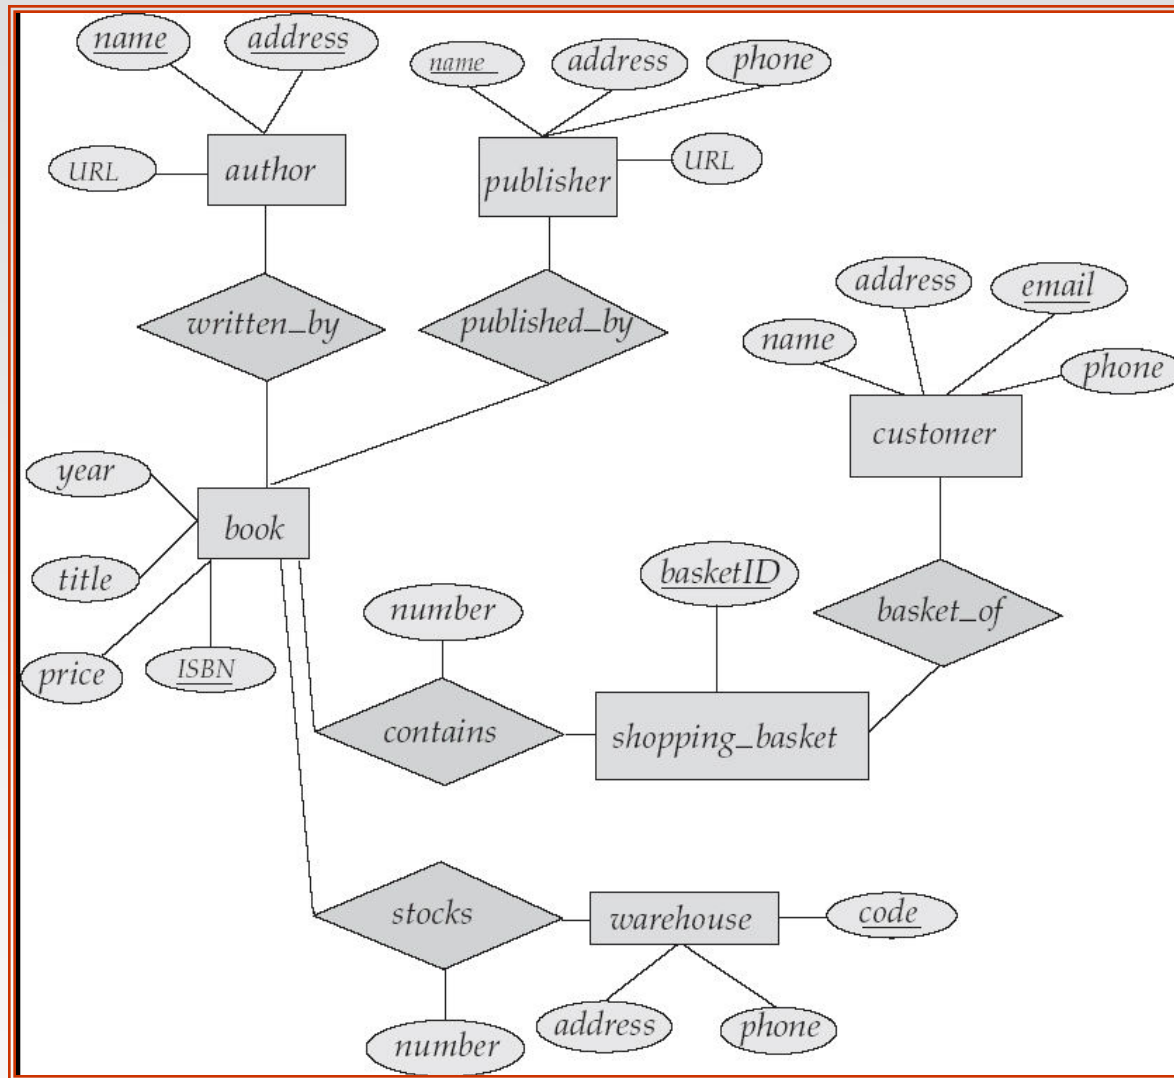 name
address
name
address
phone
URL
author
publisher
URL
address
email
written_by
published_by
name
phone
customer
year
book
title
basketID
number
basket_of
price
ISBN
contains
shopping_basket
stocks
warehouse
code
address
phone
number